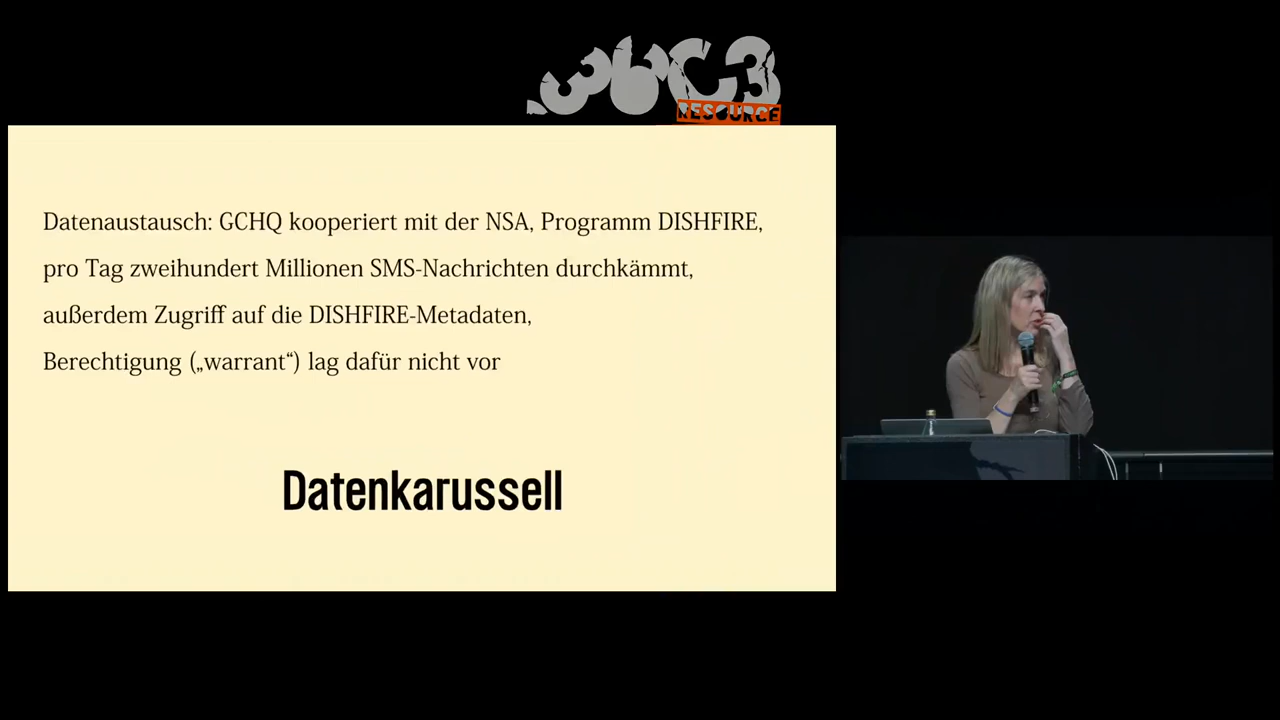 36C3
RESOURCE
Datenaustausch: GCHQ kooperiert mit der NSA, Programm DISHFIRE,
pro Tag zweihundert Millionen SMS-Nachrichten durchkämmt,
außerdem Zugriff auf die DISHFIRE-Metadaten,
Berechtigung („warrant“) lag dafür nicht vor
Datenkarussell